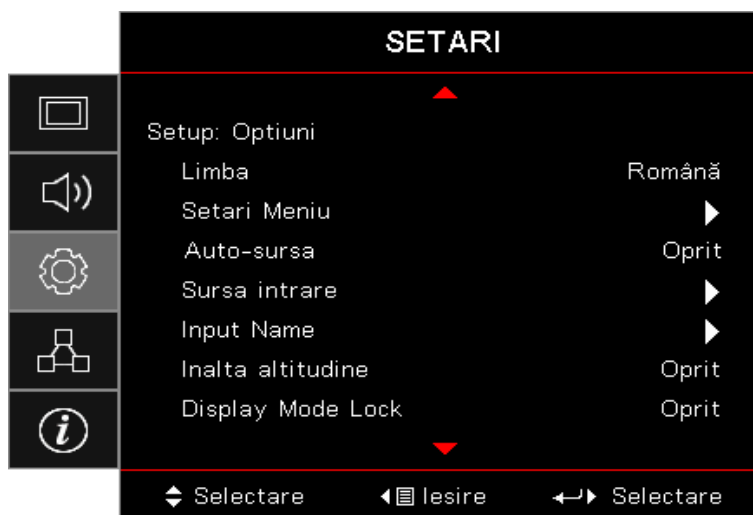 SETARI
Setup: Optiuni
Limba Română
Setari Meniu
Auto-sursa Oprit
Sursa intrare
Input Name
Inalta altitudine Oprit
Display Mode Lock Oprit
i
Selectare Iesire Selectare